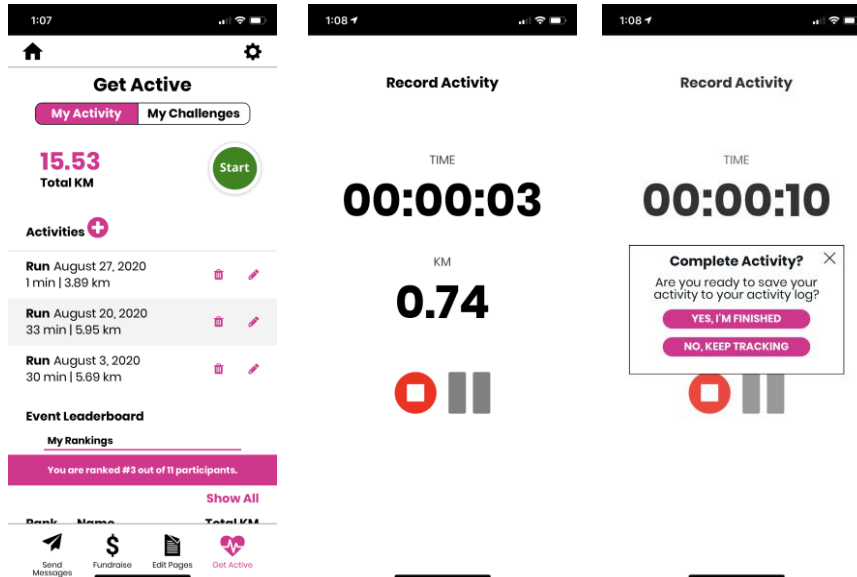 1:07
Get Active
My Activity
My Challenges
15.53
Total KM
Start
Activities
Run August 27, 2020
1 min | 3.89 km
Run August 20, 2020
33 min | 5.95 km
Run August 3, 2020
30 min | 5.69 km
Event Leaderboard
My Rankings
You are ranked #3 out of 11 participants.
Show All
Rank Name Total KM
Send
Messages
Fundraise
Edit Pages
Get Active
1:08
Record Activity
TIME
00:00:03
KM
0.74
1:08
Record Activity
TIME
00:00:10
Complete Activity?
Are you ready to save your
activity to your activity log?
YES, I'M FINISHED
NO, KEEP TRACKING